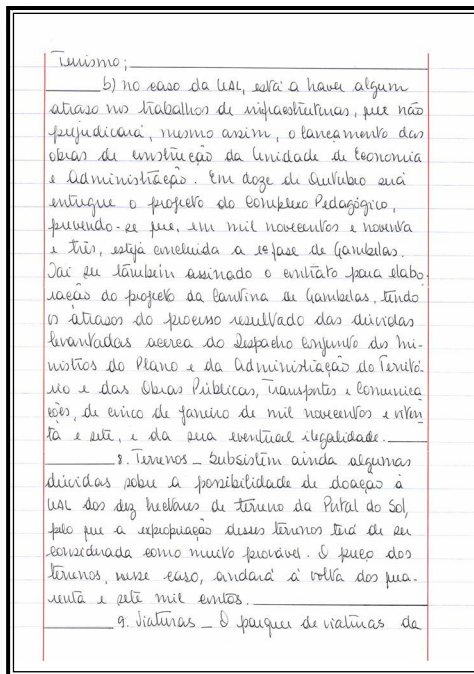 Turismo;
b) no caso da UAL, está a haver algum
atraso nos trabalhos de infraestruturas, que não
prejudicará, mesmo assim, o lançamento das
obras de construção da Unidade de Economia
e Administração. Em doze de Outubro será
entregue o projecto do Complexo Pedagógico,
prevendo-se que, em mil novecentos e noventa
e três, esteja concluida a 1ª fase de Gambelas.
Vai ser também assinado o contrato para elabo-
ração do projecto da Cantina de Gambelas, tendo
os atrasos do processo resultado das dúvidas
levantadas acerca do Despacho conjunto dos Mi-
nistros do Plano e da Administração do Territó-
rio e das Obras Públicas, Transportes e Comunica
ções, de cinco de Janeiro de mil novecentos e oiten-
ta e sete, e da sua eventual ilegalidade.
8. Terrenos _ Subsistem ainda algumas
dúvidas sobre a possibilidade de doação à
UAL dos dez hectares de terreno da Portal do Sol,
pelo que a expropriação desses terrenos terá de ser
considerada como muito provável. O preço dos
terrenos, nesse caso, andará à volta dos qua-
renta e sete mil contos.
9. Viaturas _ O parque de viaturas da